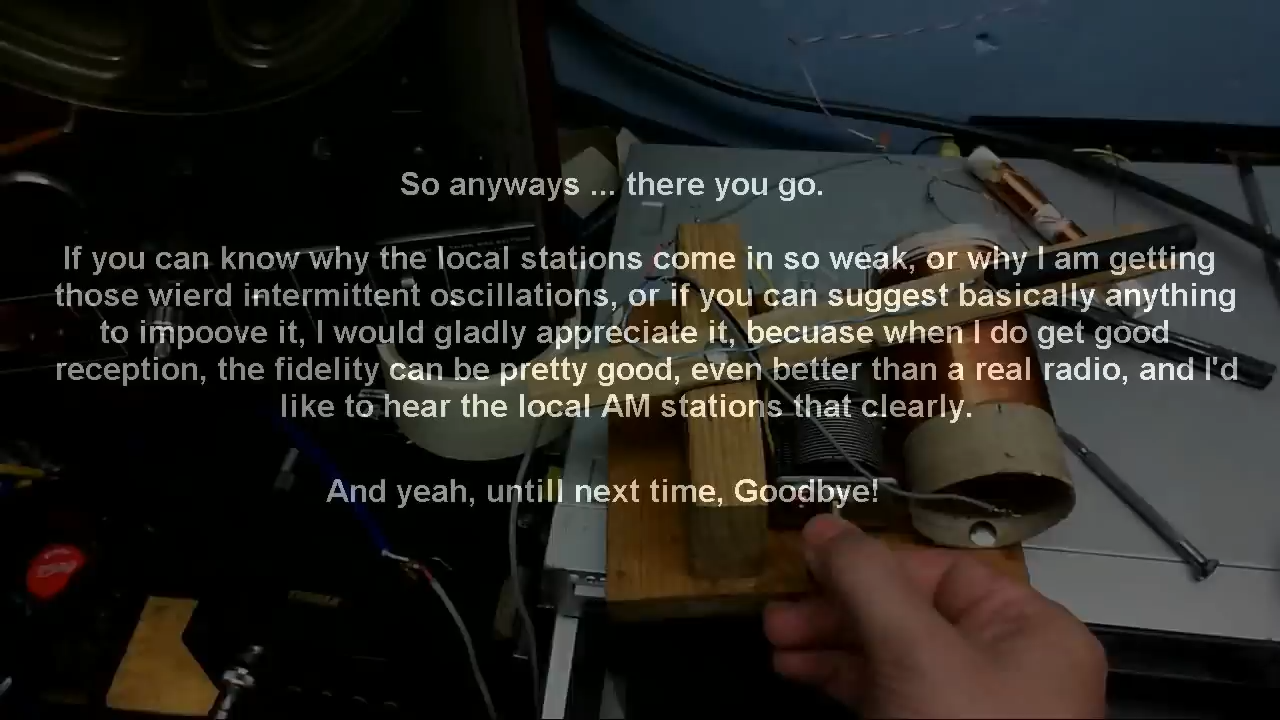 So anyways ... there you go.
If you can know why the local stations come in so weak, or why I am getting
those wierd intermittent oscillations, or if you can suggest basically anything
to impoove it, I would gladly appreciate it, becuase when I do get good
reception, the fidelity can be pretty good, even better than a real radio, and I'd
like to hear the local AM stations that clearly.
And yeah, untill next time, Goodbye!